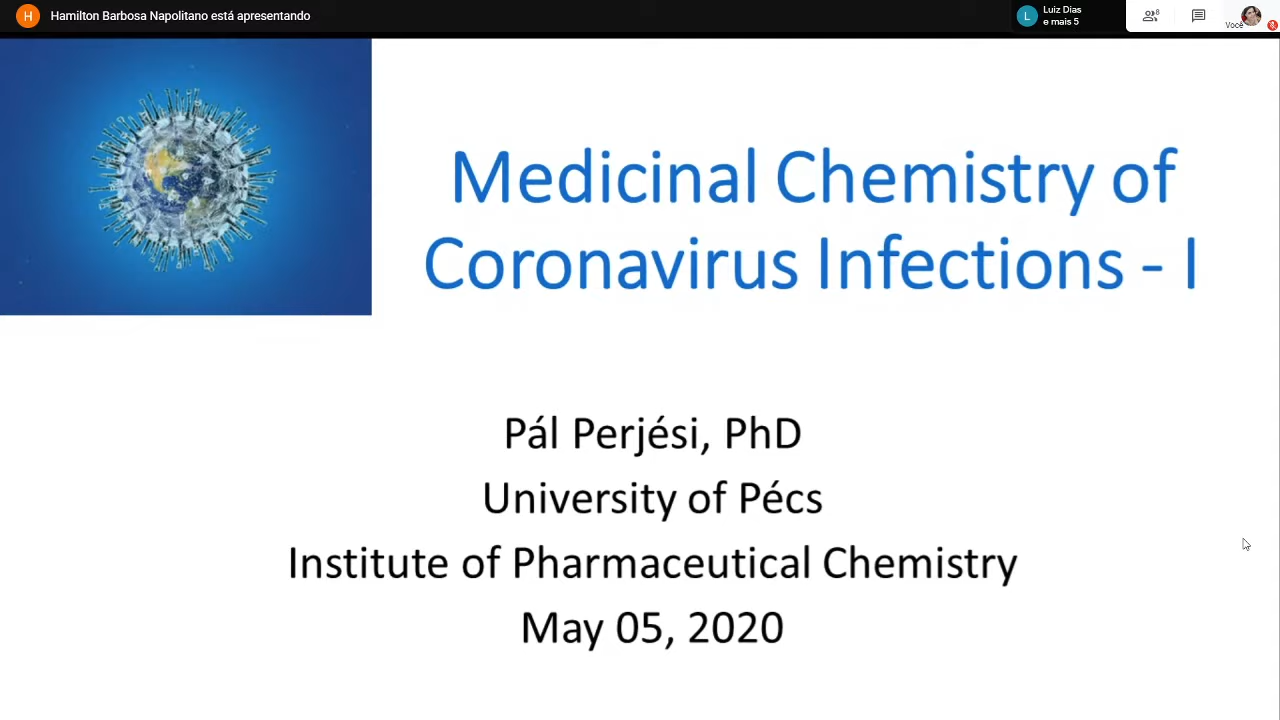 H
Hamilton Barbosa Napolitano está apresentando
L
Luiz Dias
e mais 5
8
Você
Medicinal Chemistry of
Coronavirus Infections - I
Pál Perjési, PhD
University of Pécs
Institute of Pharmaceutical Chemistry
May 05, 2020